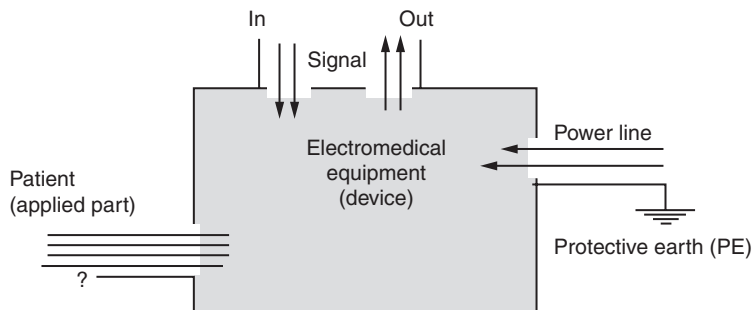 In
Out
Signal
Electromedical
equipment
(device)
Power line
Patient
(applied part)
Protective earth (PE)
?